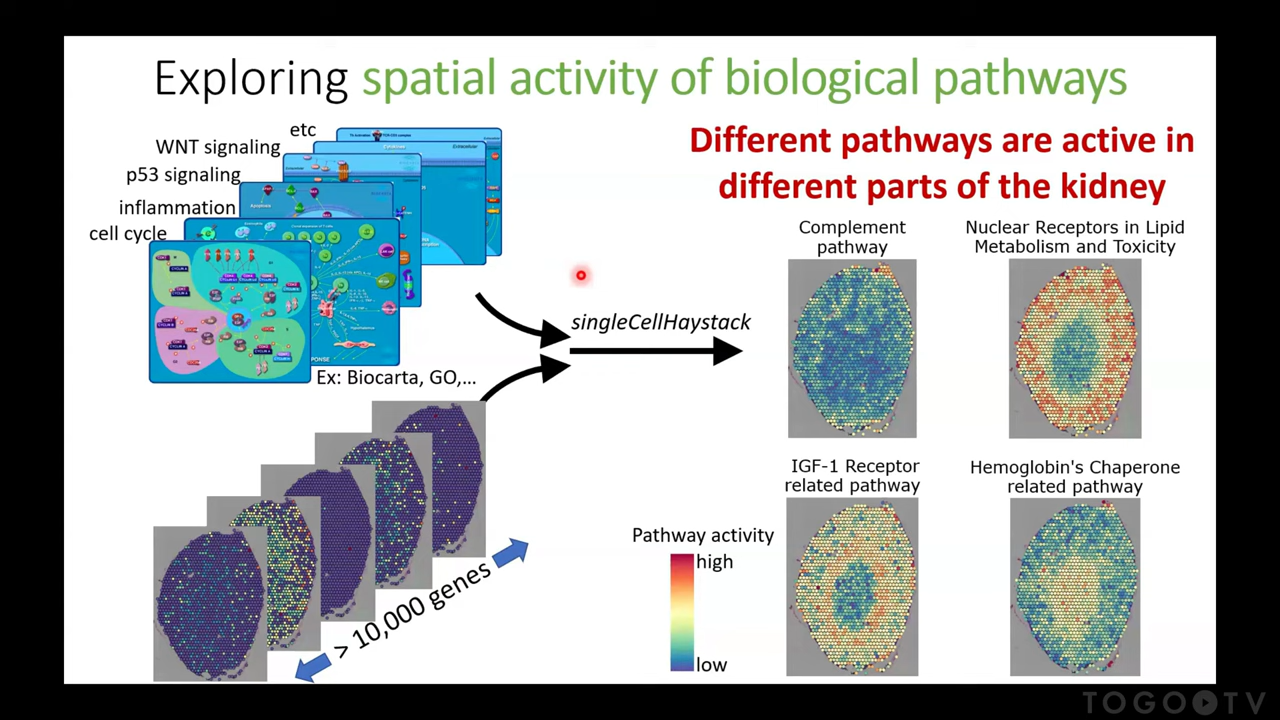 Exploring spatial activity of biological pathways
etc
WNT signaling
p53 signaling
inflammation
cell cycle
Ex: Biocarta, GO,...
> 10,000 genes
singleCellHaystack
Different pathways are active in
different parts of the kidney
Complement
pathway
Nuclear Receptors in Lipid
Metabolism and Toxicity
IGF-1 Receptor
related pathway
Hemoglobin's Chaperone
related pathway
Pathway activity
high
low
TOGO TV